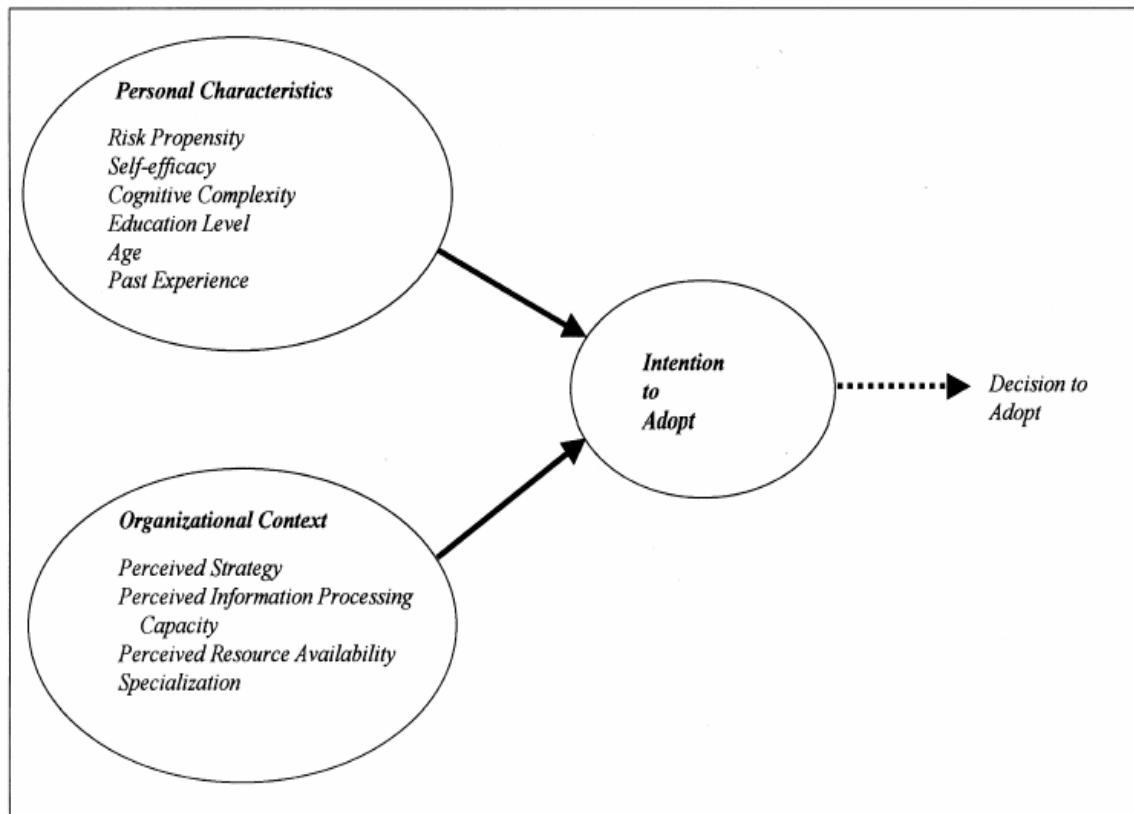 Personal Characteristics
Risk Propensity
Self-efficacy
Cognitive Complexity
Education Level
Age
Past Experience
Intention
to
Adopt
Decision to
Adopt
Organizational Context
Perceived Strategy
Perceived Information Processing
Capacity
Perceived Resource Availability
Specialization